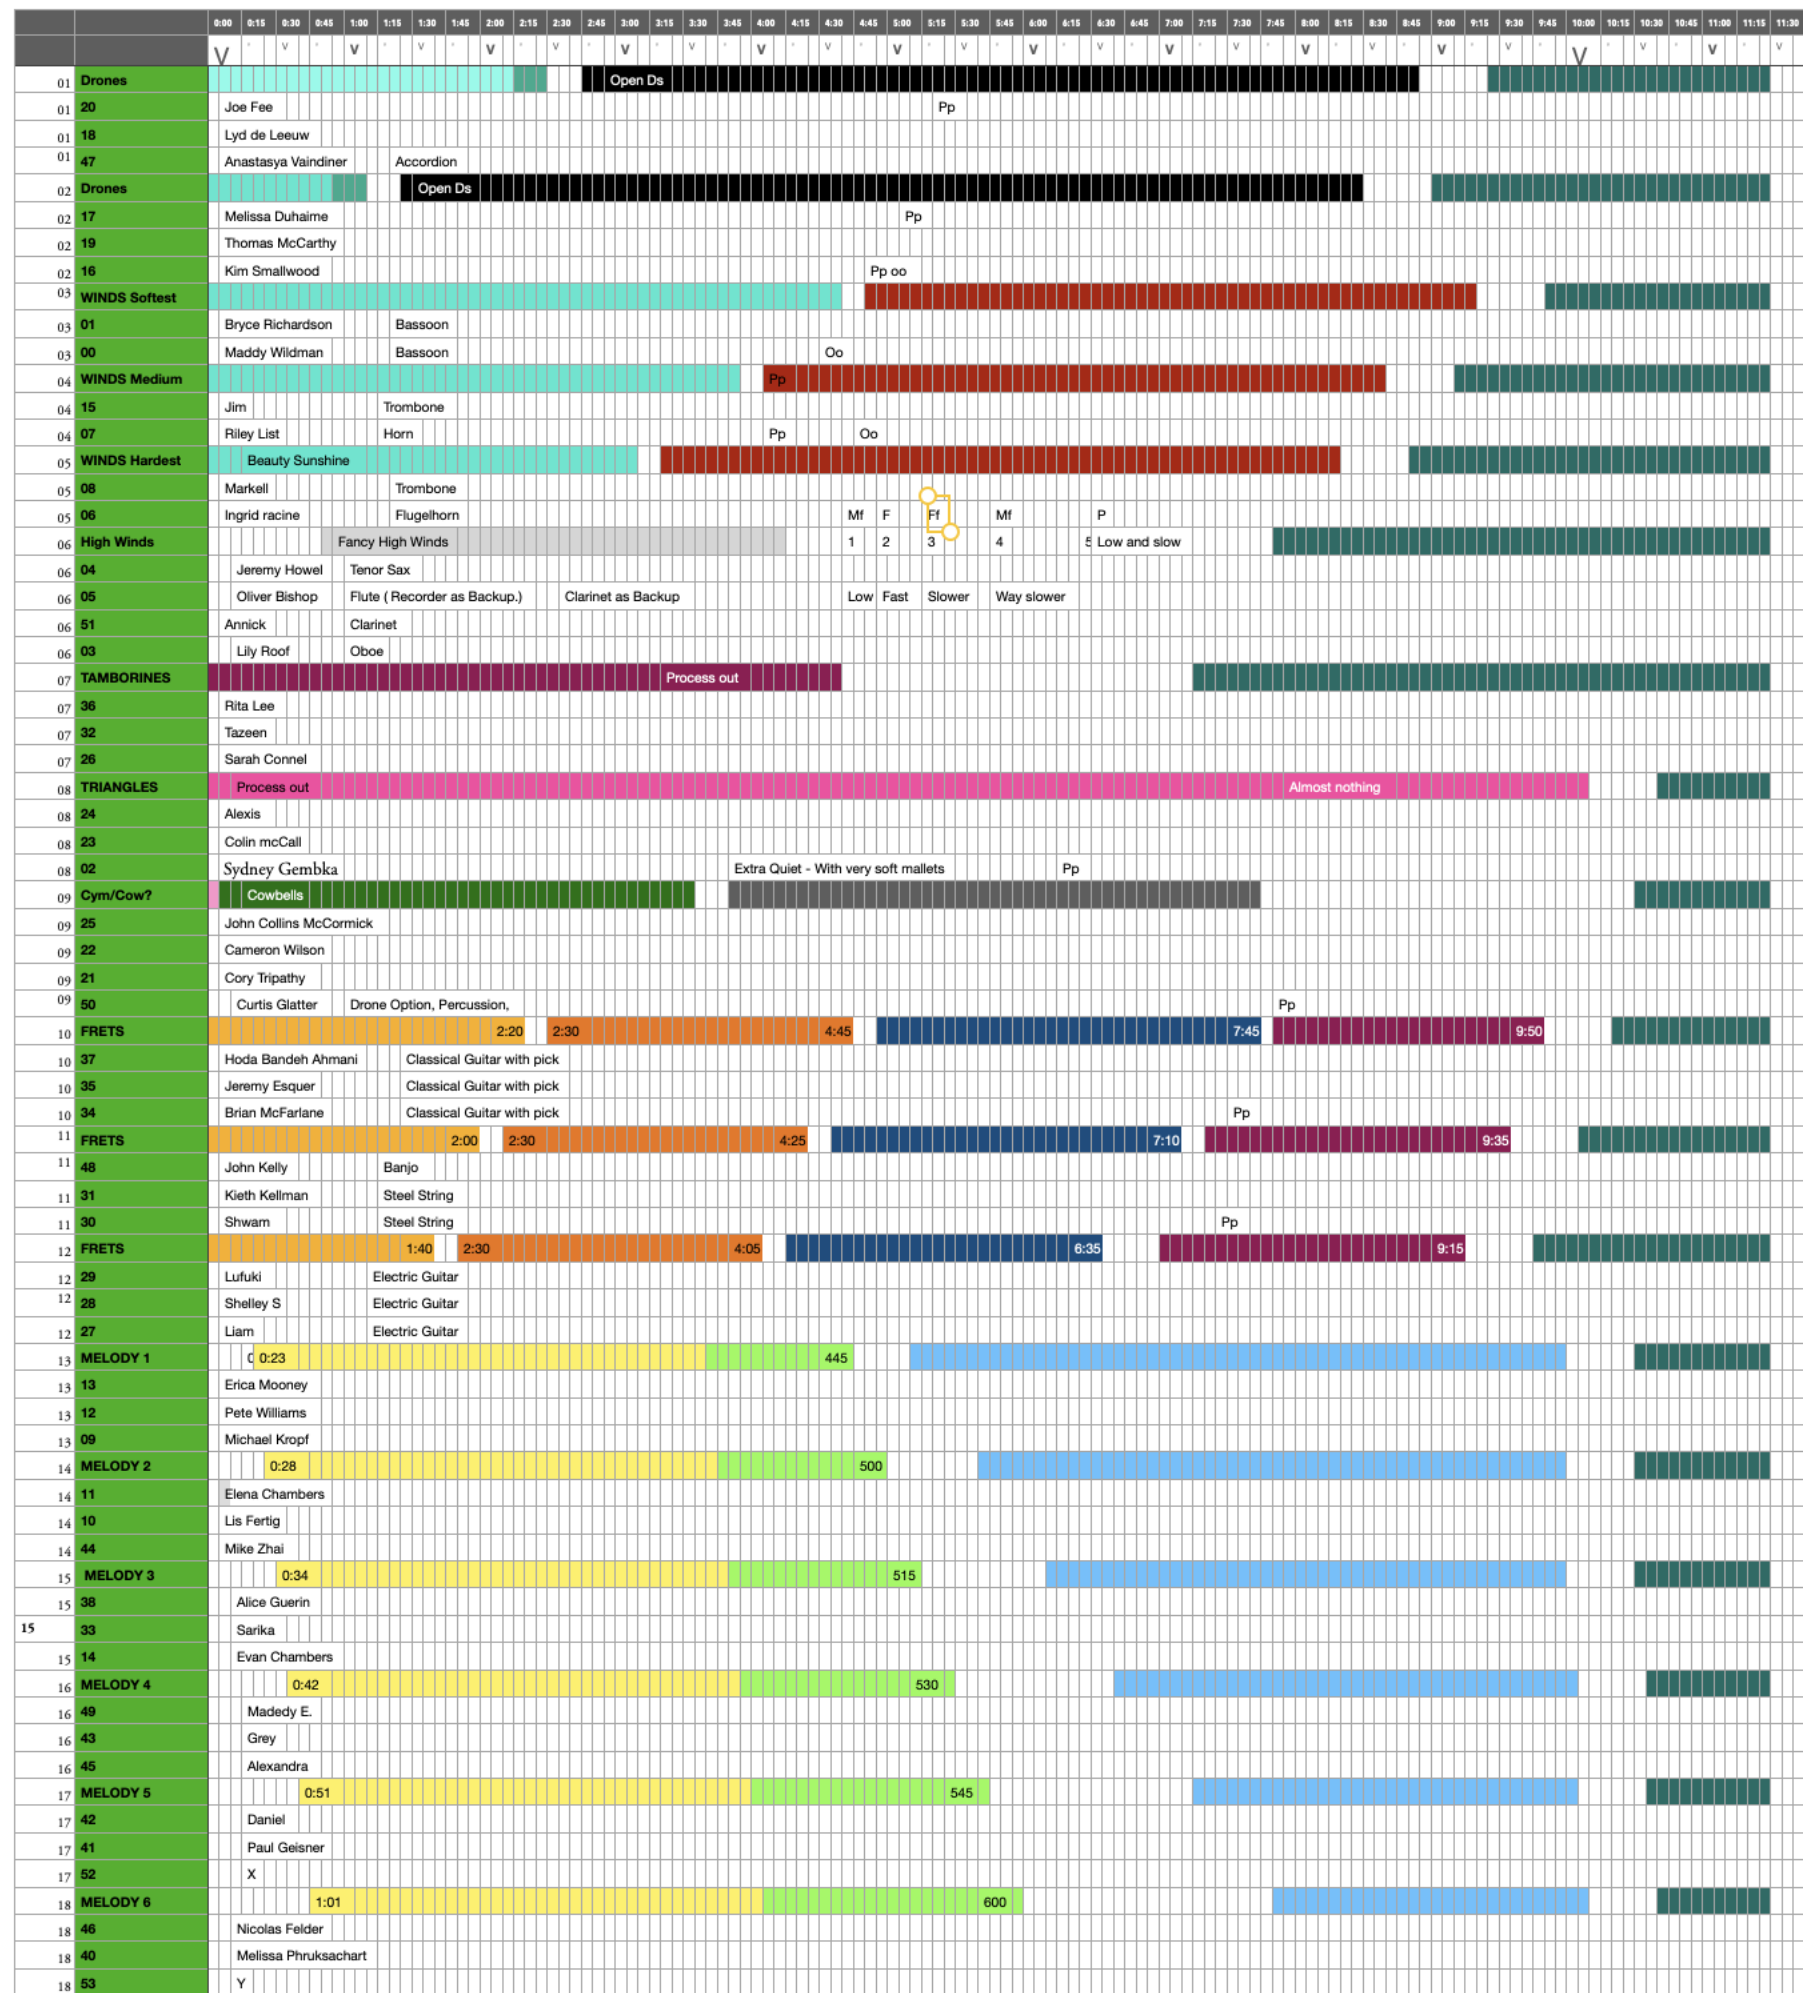 0:00 0:15 0:30 0:45 1:00 1:15 1:30 1:45 2:00 2:15 2:30 2:45 3:00 3:15 3:30 3:45 4:00 4:15 4:30 4:45 5:00 5:15 5:30 5:45 6:00 6:15 6:30 6:45 7:00 7:15 7:30 7:45 8:00 8:15 8:30 8:45 9:00 9:15 9:30 9:45 10:00 10:15 10:30 10:45 11:00 11:15 11:30
V v v v v v v v v v v v v v v v v v v v V v v v
01 Drones Open Ds
01 20 Joe Fee Pp
01 18 Lyd de Leeuw
01 47 Anastasya Vaindiner Accordion
02 Drones Open Ds
02 17 Melissa Duhaime Pp
02 19 Thomas McCarthy
02 16 Kim Smallwood Pp oo
03 WINDS Softest
03 01 Bryce Richardson Bassoon
03 00 Maddy Wildman Bassoon Oo
04 WINDS Medium Pp
04 15 Jim Trombone
04 07 Riley List Horn Pp Oo
05 WINDS Hardest Beauty Sunshine
05 08 Markell Trombone
05 06 Ingrid racine Flugelhorn Mf F Ff Mf P
06 High Winds Fancy High Winds 1 2 3 4 5 Low and slow
06 04 Jeremy Howel Tenor Sax
06 05 Oliver Bishop Flute ( Recorder as Backup.) Clarinet as Backup Low Fast Slower Way slower
06 51 Annick Clarinet
06 03 Lily Roof Oboe
07 TAMBORINES Process out
07 36 Rita Lee
07 32 Tazeen
07 26 Sarah Connel
08 TRIANGLES Process out Almost nothing
08 24 Alexis
08 23 Colin mcCall
08 02 Sydney Gembka Extra Quiet - With very soft mallets Pp
09 Cym/Cow? Cowbells
09 25 John Collins McCormick
09 22 Cameron Wilson
09 21 Cory Tripathy
09 50 Curtis Glatter Drone Option, Percussion, Pp
10 FRETS 2:20 2:30 4:45 7:45 9:50
10 37 Hoda Bandeh Ahmani Classical Guitar with pick
10 35 Jeremy Esquer Classical Guitar with pick
10 34 Brian McFarlane Classical Guitar with pick Pp
11 FRETS 2:00 2:30 4:25 7:10 9:35
11 48 John Kelly Banjo
11 31 Kieth Kellman Steel String
11 30 Shwam Steel String Pp
12 FRETS 1:40 2:30 4:05 6:35 9:15
12 29 Lufuki Electric Guitar
12 28 Shelley S Electric Guitar
12 27 Liam Electric Guitar
13 MELODY 1 0:23 445
13 13 Erica Mooney
13 12 Pete Williams
13 09 Michael Kropf
14 MELODY 2 0:28 500
14 11 Elena Chambers
14 10 Lis Fertig
14 44 Mike Zhai
15 MELODY 3 0:34 515
15 38 Alice Guerin
15 33 Sarika
15 14 Evan Chambers
16 MELODY 4 0:42 530
16 49 Madedy E.
16 43 Grey
16 45 Alexandra
17 MELODY 5 0:51 545
17 42 Daniel
17 41 Paul Geisner
17 52 X
18 MELODY 6 1:01 600
18 46 Nicolas Felder
18 40 Melissa Phruksachart
18 53 Y